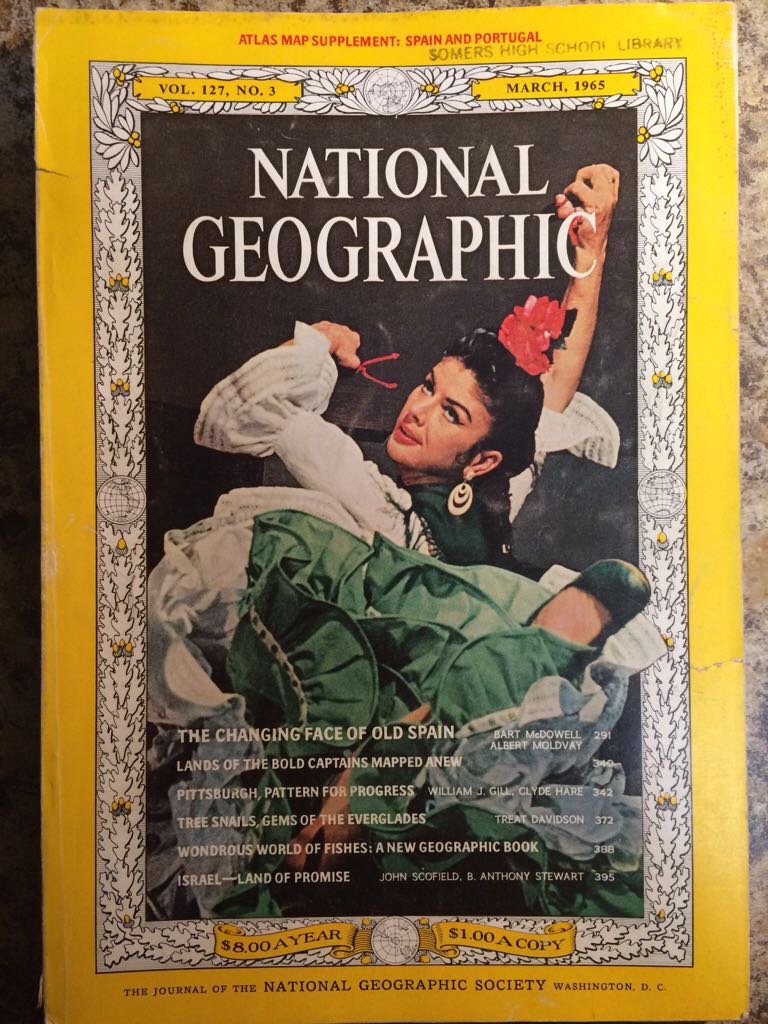 ATLAS MAP SUPPLEMENT: SPAIN AND PORTUGAL
SOMERS HIGH SCHOOL LIBRARY
VOL. 127, NO. 3
MARCH, 1965
NATIONAL
GEOGRAPHIC
THE CHANGING FACE OF OLD SPAIN BART McDOWELL 291
ALBERT MOLDVAY
LANDS OF THE BOLD CAPTAINS MAPPED ANEW 340
PITTSBURGH, PATTERN FOR PROGRESS WILLIAM J. GILL, CLYDE HARE 342
TREE SNAILS, GEMS OF THE EVERGLADES TREAT DAVIDSON 372
WONDROUS WORLD OF FISHES: A NEW GEOGRAPHIC BOOK 388
ISRAEL—LAND OF PROMISE JOHN SCOFIELD, B. ANTHONY STEWART 395
$8.00 A YEAR
$1.00 A COPY
THE JOURNAL OF THE NATIONAL GEOGRAPHIC SOCIETY WASHINGTON, D. C.